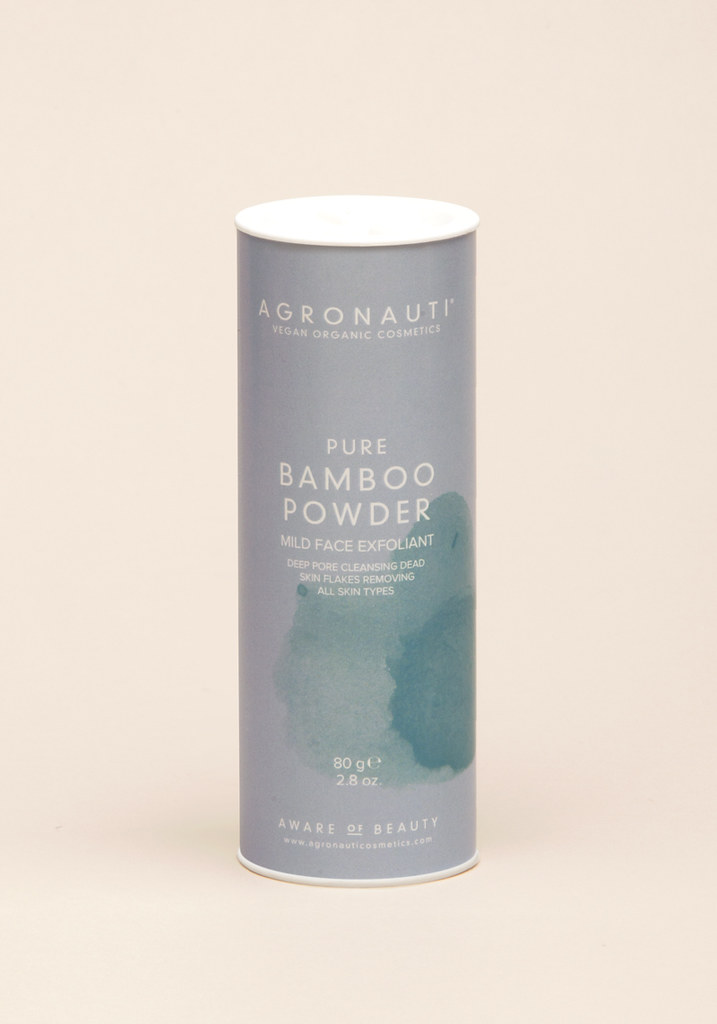 AGRONAUTI®
VEGAN ORGANIC COSMETICS
PURE
BAMBOO
POWDER
MILD FACE EXFOLIANT
DEEP PORE CLEANSING DEAD
SKIN FLAKES REMOVING
ALL SKIN TYPES
80 g ℮
2.8 oz.
AWARE OF BEAUTY
www.agronauticosmetics.com